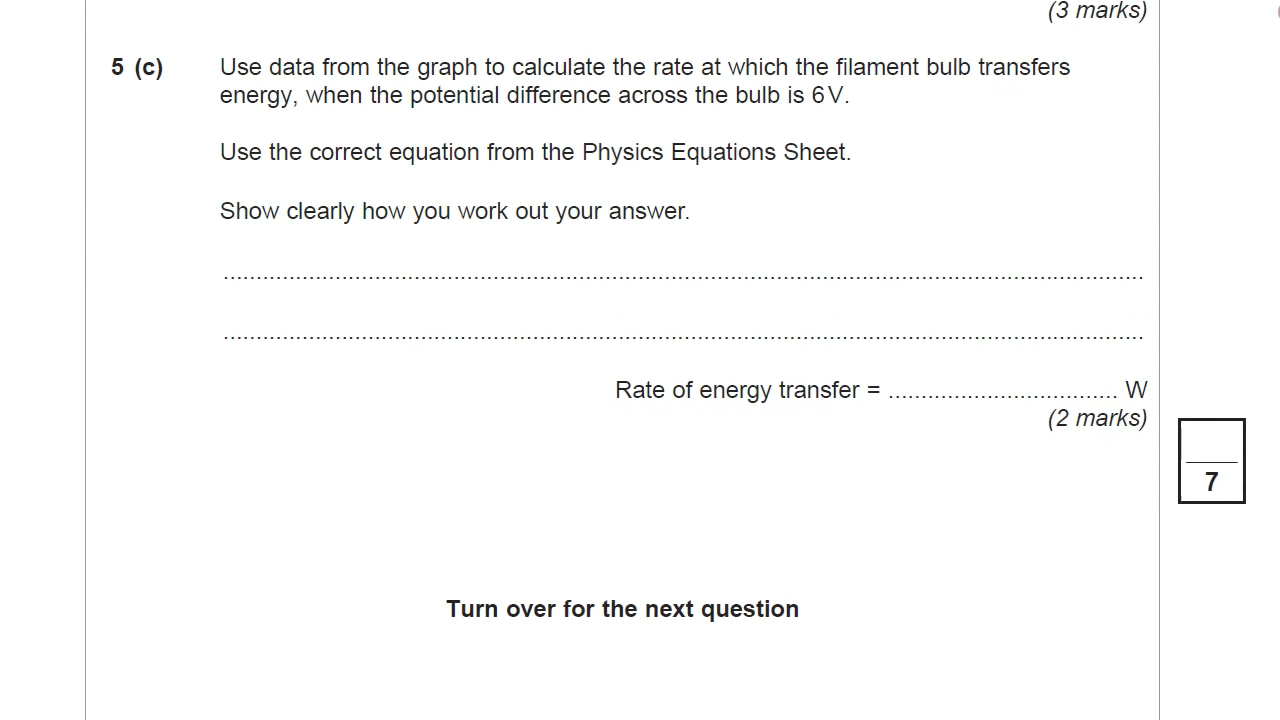 (3 marks)
5 (c) Use data from the graph to calculate the rate at which the filament bulb transfers
energy, when the potential difference across the bulb is 6 V.
Use the correct equation from the Physics Equations Sheet.
Show clearly how you work out your answer.
Rate of energy transfer = .................................. W
(2 marks)
7
Turn over for the next question